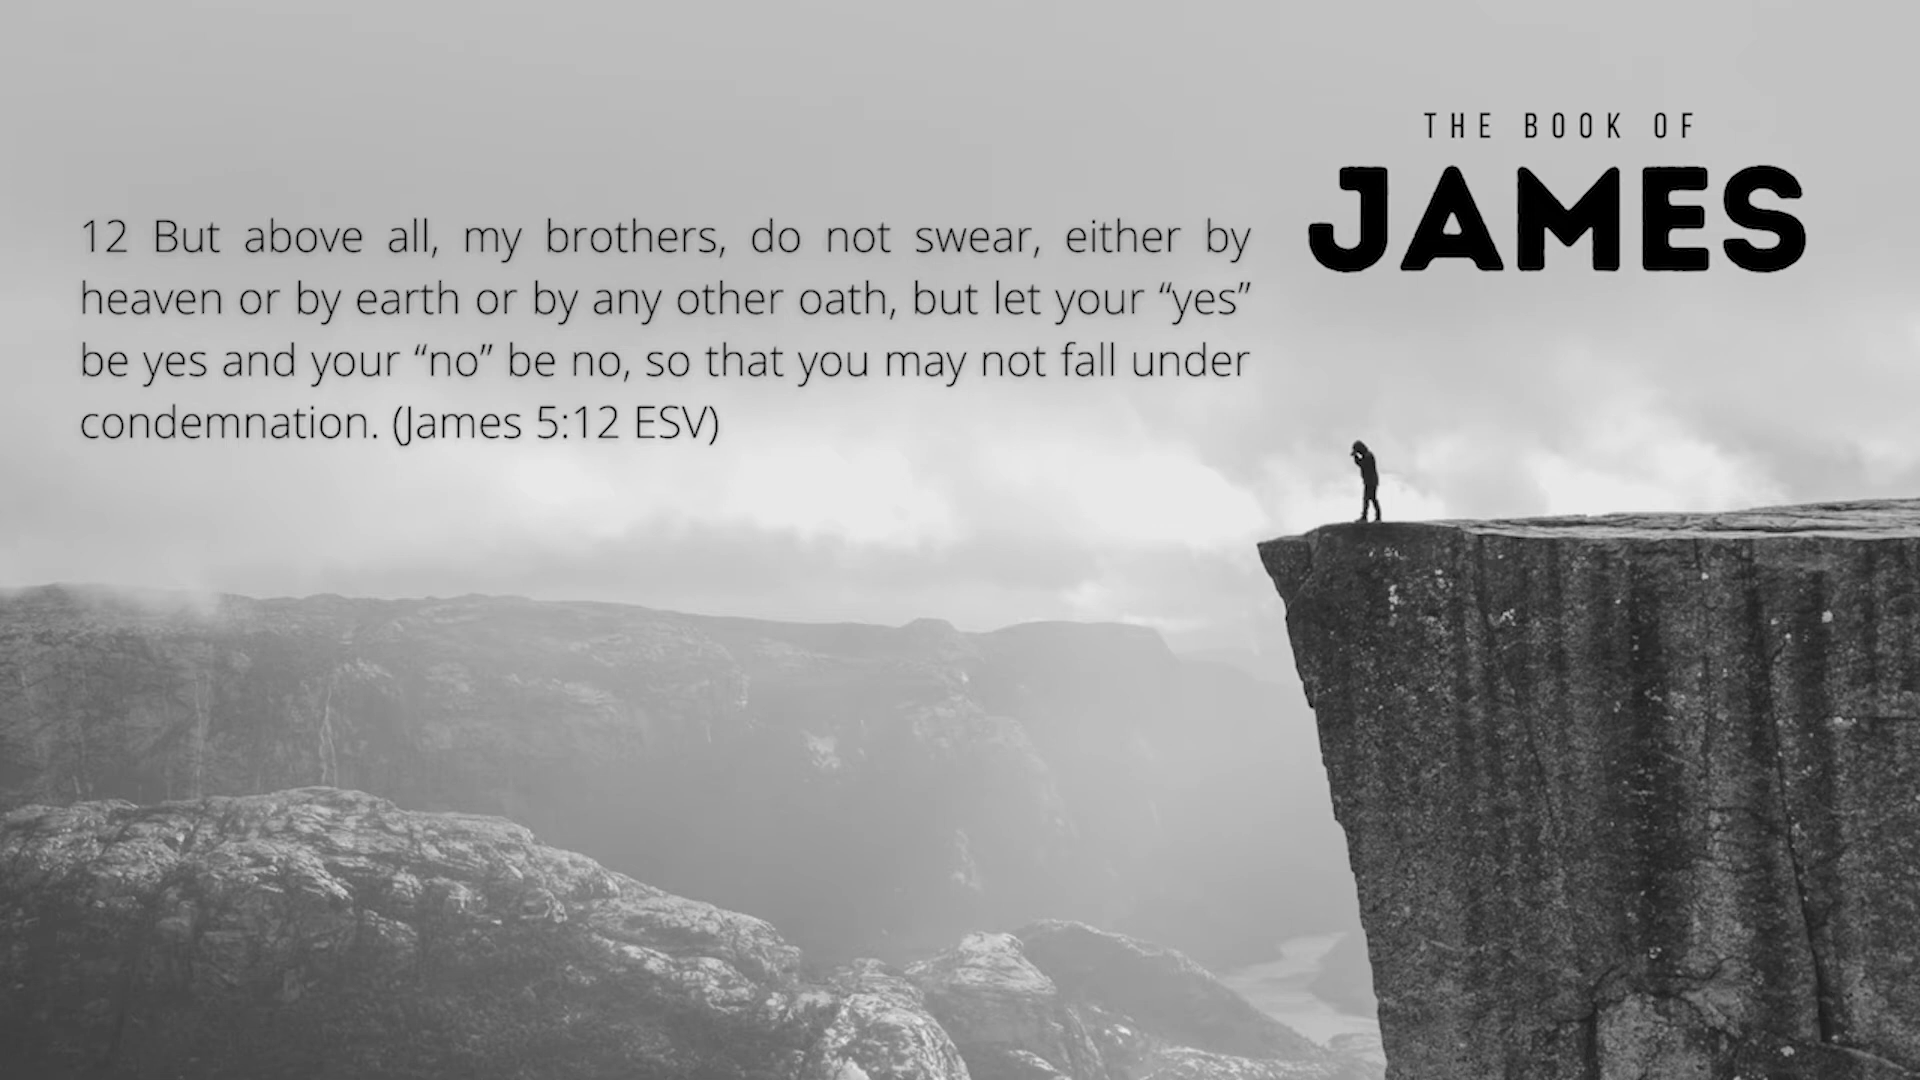 THE BOOK OF
JAMES
12 But above all, my brothers, do not swear, either by
heaven or by earth or by any other oath, but let your “yes”
be yes and your “no” be no, so that you may not fall under
condemnation. (James 5:12 ESV)